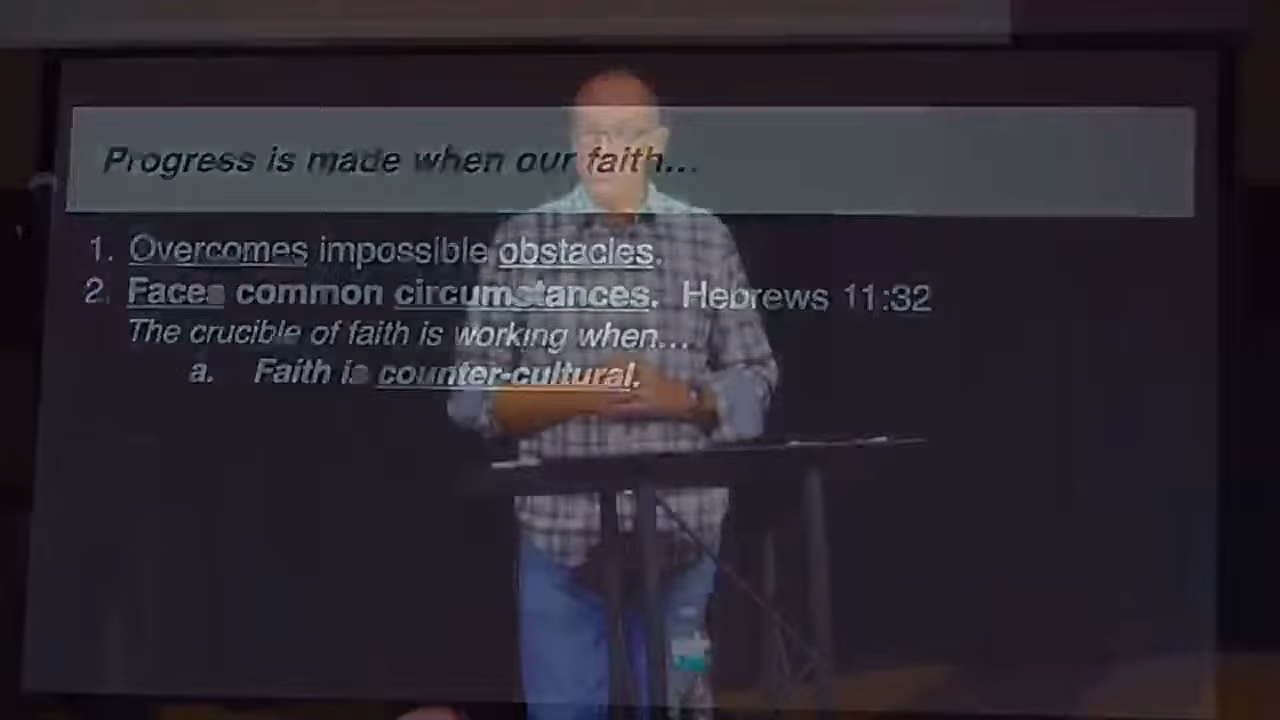 Progress is made when our faith...
1. Overcomes impossible obstacles.
2. Faces common circumstances. Hebrews 11:32
The crucible of faith is working when...
a. Faith is counter-cultural.